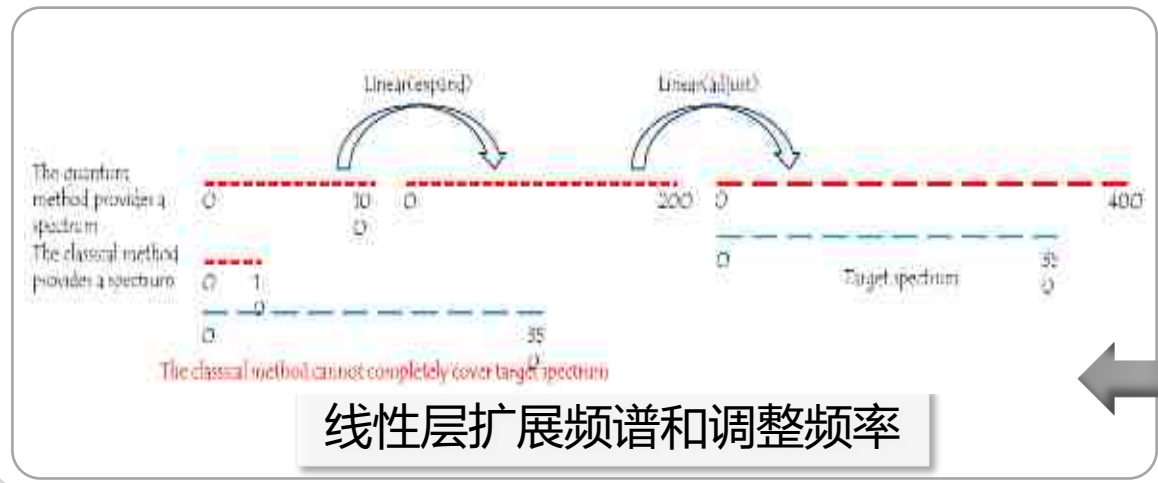 Linear(expand) Linear(adjust)
The quantum
method provides a
spectrum
0 10 0 200 0 400
0
The classical method
provides a spectrum
0 1
0
0 35
0
0 35
0
Target spectrum
The classical method cannot completely cover target spectrum
线性层扩展频谱和调整频率